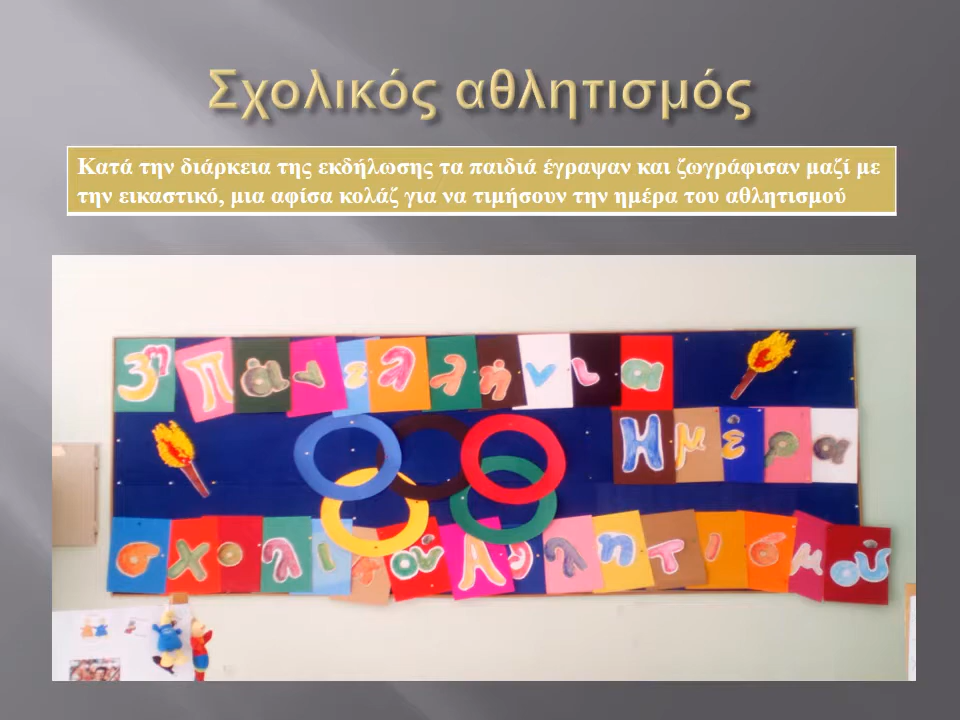 Σχολικός αθλητισμός
Κατά την διάρκεια της εκδήλωσης τα παιδιά έγραψαν και ζωγράφισαν μαζί με
την εικαστικό, μια αφίσα κολάζ για να τιμήσουν την ημέρα του αθλητισμού
3η Πανελλήνια
Ημέρα
σχολικού Αθλητισμού